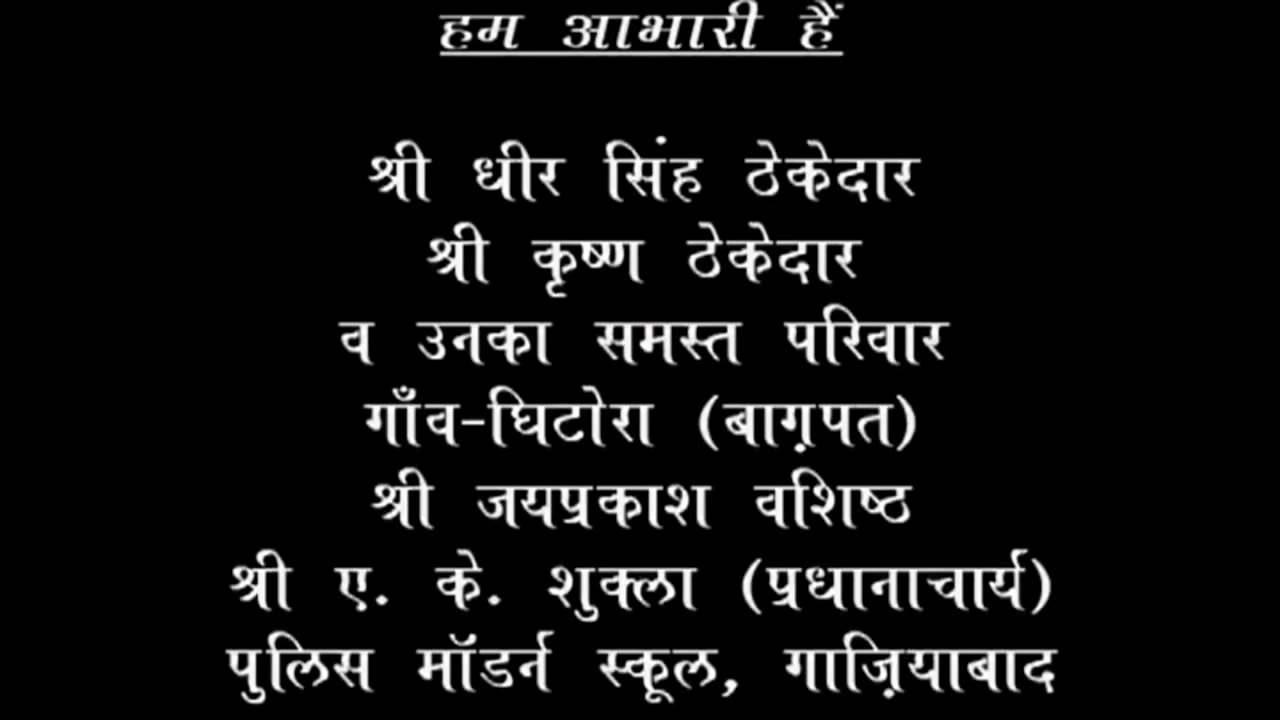 हम आभारी हैं
श्री धीर सिंह ठेकेदार
श्री कृष्ण ठेकेदार
व उनका समस्त परिवार
गाँव-घिटोरा (बाग़पत)
श्री जयप्रकाश वशिष्ठ
श्री ए. के. शुक्ला (प्रधानाचार्य)
पुलिस मॉडर्न स्कूल, गाज़ियाबाद